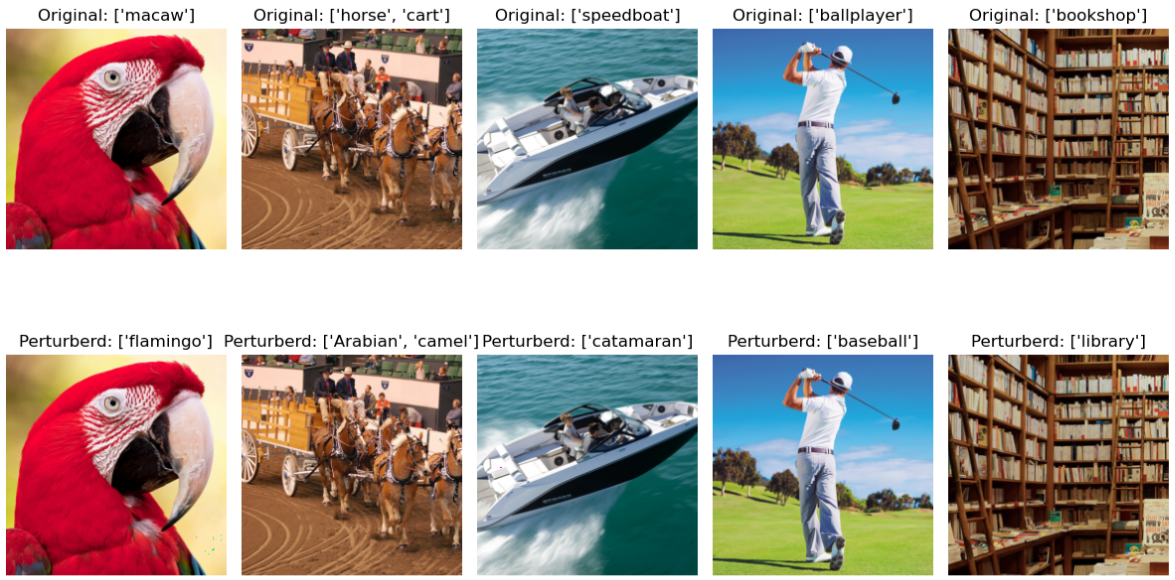 Original: ['macaw']
Original: ['horse', 'cart']
Original: ['speedboat']
Original: ['ballplayer']
Original: ['bookshop']
Perturberd: ['flamingo']
Perturberd: ['Arabian', 'camel']
Perturberd: ['catamaran']
Perturberd: ['baseball']
Perturberd: ['library']